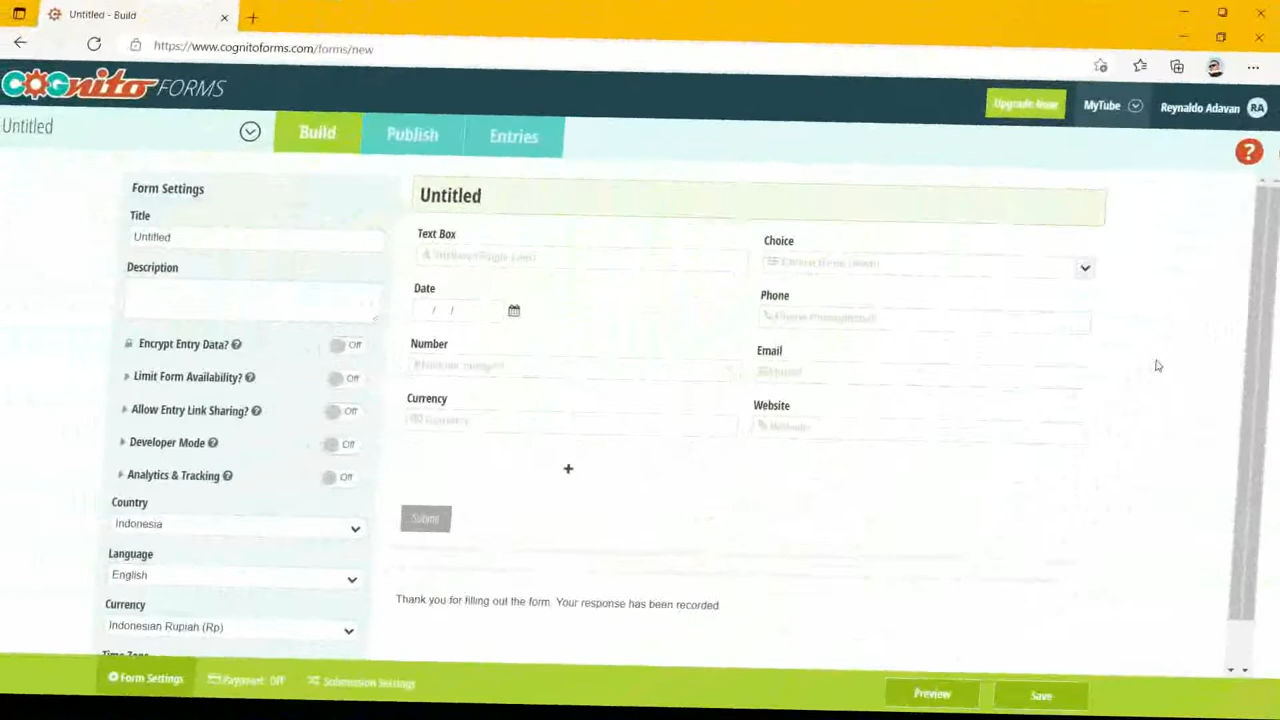 Untitled - Build
https://www.cognitoforms.com/forms/new
COGnito FORMS
Upgrade Now
MyTube
Reynaldo Adavan RA
Untitled
Build
Publish
Entries
?
Form Settings
Title
Untitled
Description
Encrypt Entry Data? Off
Limit Form Availability? Off
Allow Entry Link Sharing? Off
Developer Mode Off
Analytics & Tracking Off
Country
Indonesia
Language
English
Currency
Indonesian Rupiah (Rp)
Time Zone
Untitled
Text Box
Choice
Date
/ /
Phone
Number
Email
Currency
Currency
Website
Website
+
Submit
Thank you for filling out the form. Your response has been recorded
Form Settings
Payment: Off
Submission Settings
Preview
Save